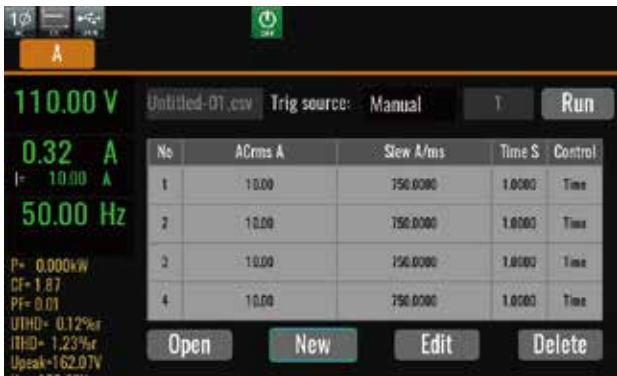 1Ø
OFF
A
110.00 V
Untitled-01.csv Trig source: Manual T Run
0.32 A
I= 10.00 A
50.00 Hz
No ACrms A Slew A/ms Time S Control
1 10.00 750.0000 1.0000 Time
2 10.00 750.0000 1.0000 Time
3 10.00 750.0000 1.0000 Time
4 10.00 750.0000 1.0000 Time
P= 0.000kW
CF= 1.87
PF= 0.01
UTHD= 0.12%r
ITHD= 1.23%r
Upeak=162.07V
Open New Edit Delete